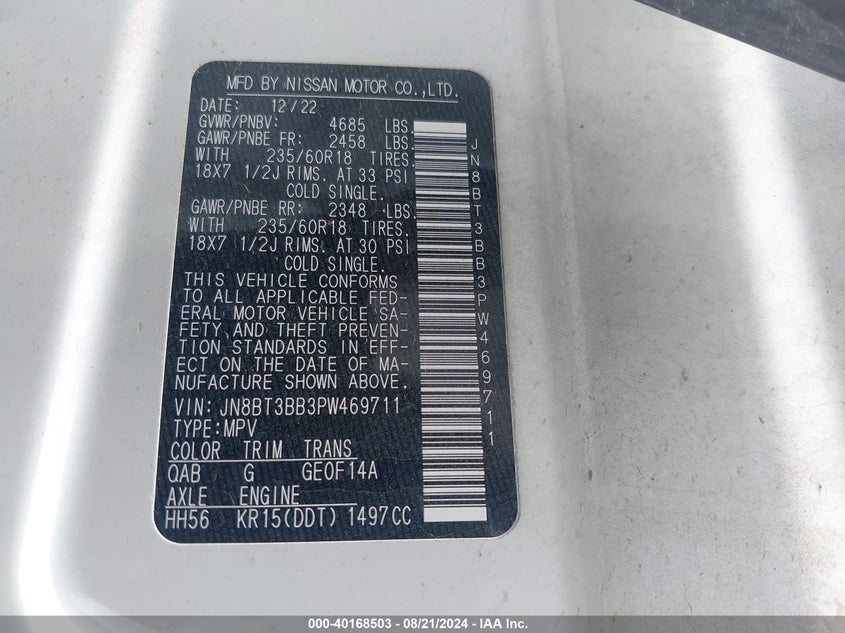 MFD BY NISSAN MOTOR CO.,LTD.
DATE: 12/22
GVWR/PNBV: 4685 LBS.
GAWR/PNBE FR: 2458 LBS
WITH 235/60R18 TIRES.
18X7 1/2J RIMS. AT 33 PSI
COLD SINGLE.
GAWR/PNBE RR: 2348 LBS.
WITH 235/60R18 TIRES.
18X7 1/2J RIMS. AT 30 PSI
COLD SINGLE.
THIS VEHICLE CONFORMS
TO ALL APPLICABLE FED-
ERAL MOTOR VEHICLE SA-
FETY AND THEFT PREVEN-
TION STANDARDS IN EFF-
ECT ON THE DATE OF MA-
NUFACTURE SHOWN ABOVE.
VIN: JN8BT3BB3PW469711
TYPE:MPV
COLOR TRIM TRANS
QAB G GE0F14A
AXLE ENGINE
HH56 KR15(DDT) 1497CC
JN8BT3BB3PW469711
000-40168503 - 08/21/2024 - IAA Inc.